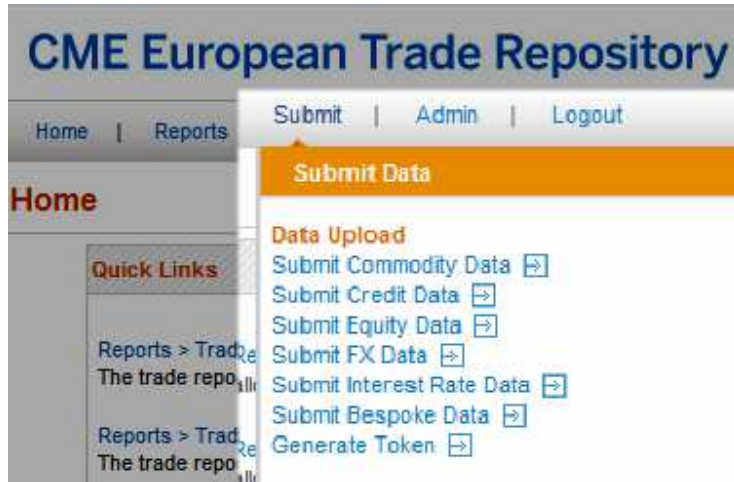 CME European Trade Repository
Home | Reports
Submit | Admin | Logout
Submit Data
Home
Quick Links
Data Upload
Submit Commodity Data
Submit Credit Data
Submit Equity Data
Submit FX Data
Submit Interest Rate Data
Submit Bespoke Data
Generate Token
Reports > Trad
The trade repo
Reports > Trad
The trade repo